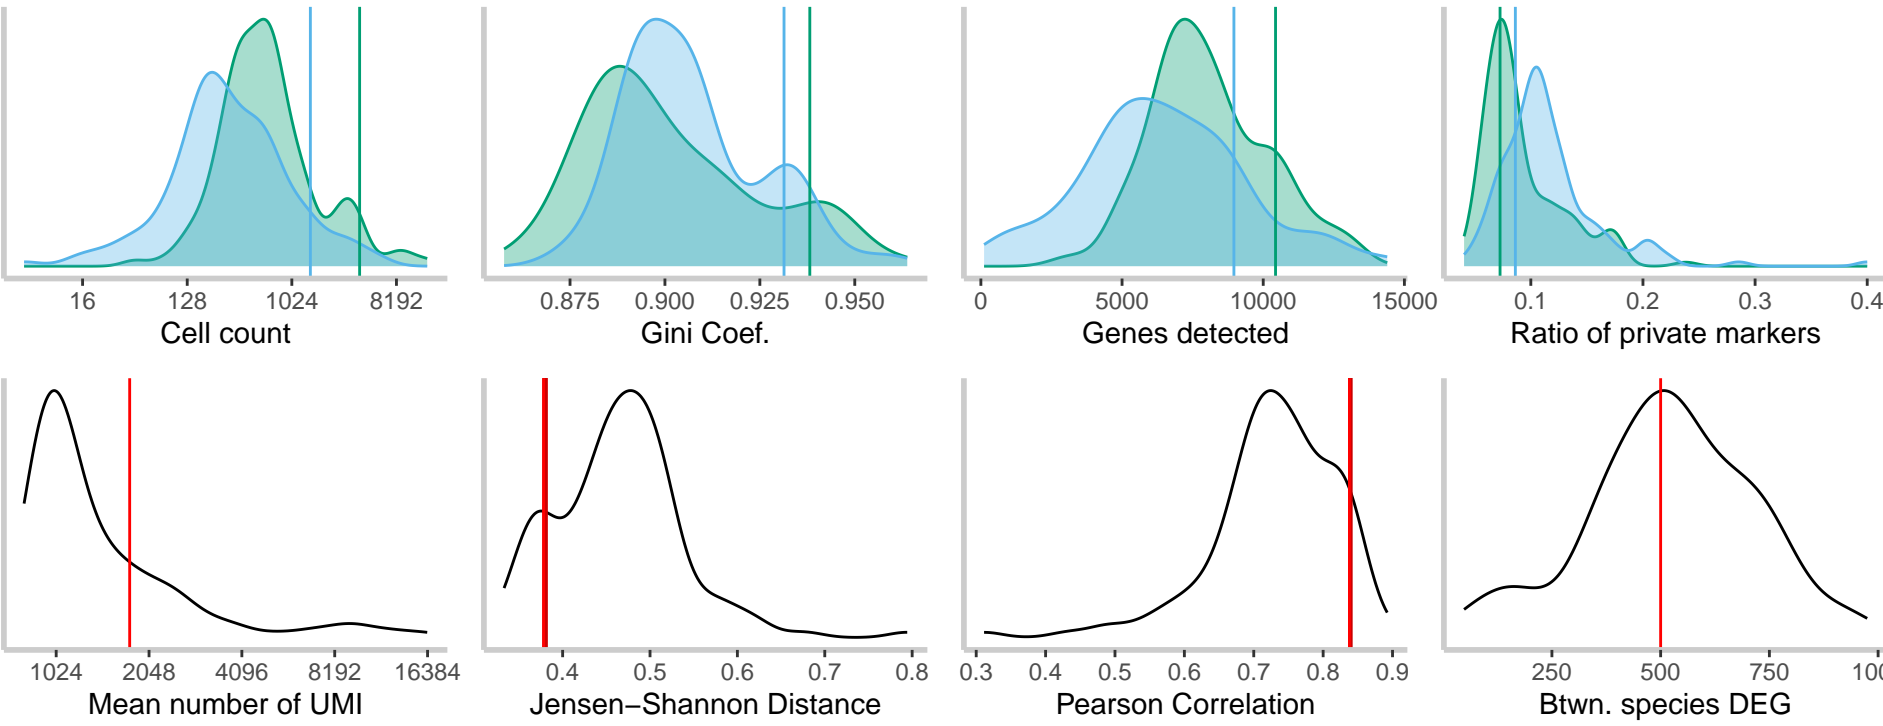 16 128 1024 8192
Cell count
0.875 0.900 0.925 0.950
Gini Coef.
0 5000 10000 15000
Genes detected
0.1 0.2 0.3 0.4
Ratio of private markers
1024 2048 4096 8192 16384
Mean number of UMI
0.4 0.5 0.6 0.7 0.8
Jensen−Shannon Distance
0.3 0.4 0.5 0.6 0.7 0.8 0.9
Pearson Correlation
250 500 750
Btwn. species DEG